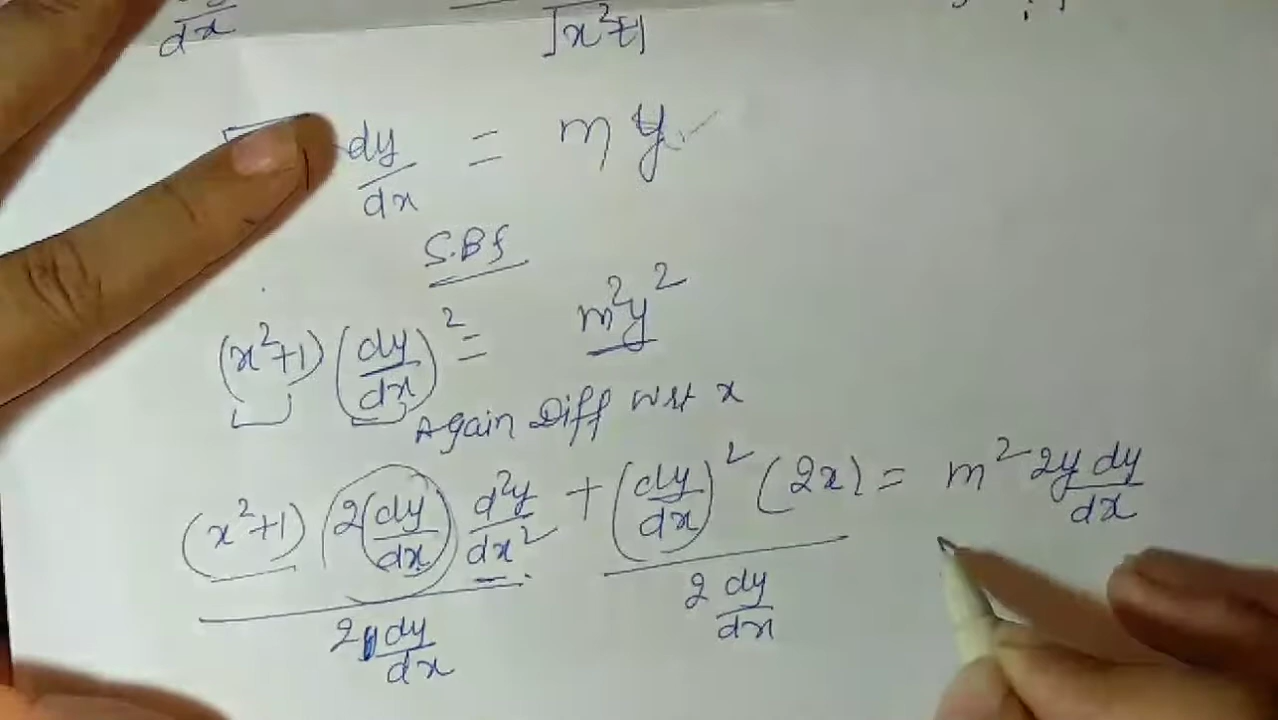 dx √x²+1
dy/dx = my
S.B.S
(x²+1) (dy/dx)² = m²y²
Again Diff wrt x
(x²+1) (2(dy/dx)) d²y/dx² + (dy/dx)² (2x) = m² 2y dy/dx
2 dy/dx 2 dy/dx